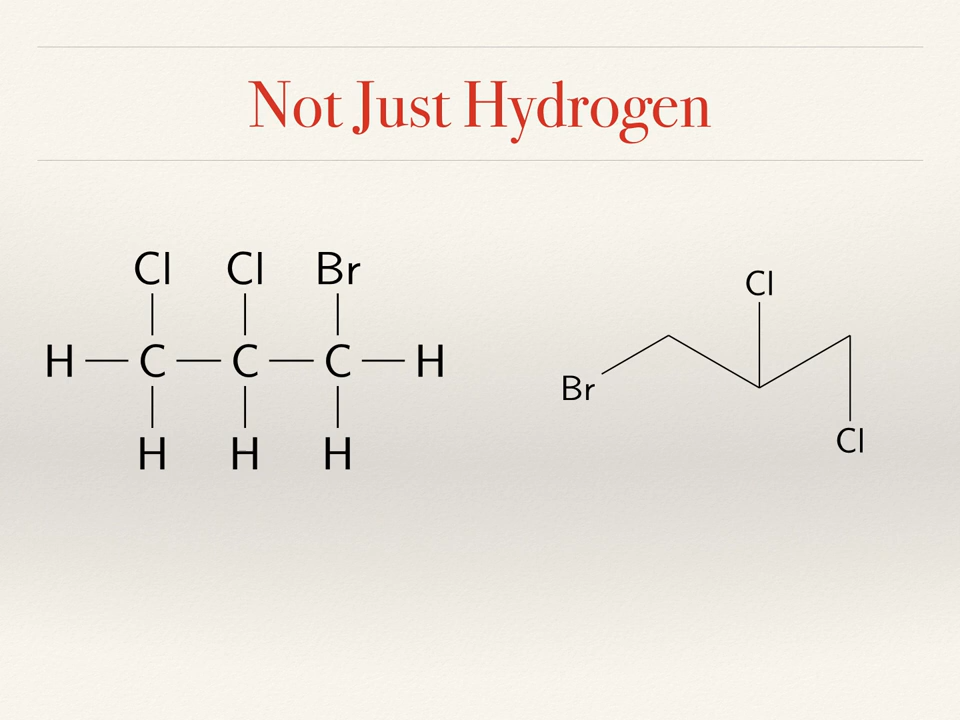 Not Just Hydrogen
Cl Cl Br
H C C C H
H H H
Cl
Br
Cl